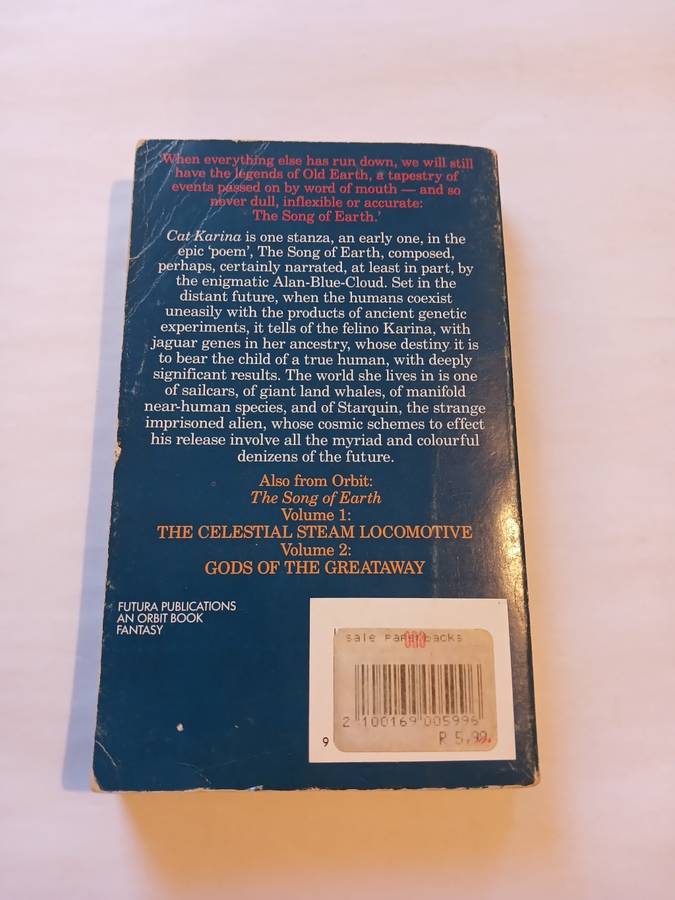 'When everything else has run down, we will still
have the legends of Old Earth, a tapestry of
events passed on by word of mouth — and so
never dull, inflexible or accurate:
The Song of Earth.'
Cat Karina is one stanza, an early one, in the
epic 'poem', The Song of Earth, composed,
perhaps, certainly narrated, at least in part, by
the enigmatic Alan-Blue-Cloud. Set in the
distant future, when the humans coexist
uneasily with the products of ancient genetic
experiments, it tells of the felino Karina, with
jaguar genes in her ancestry, whose destiny it is
to bear the child of a true human, with deeply
significant results. The world she lives in is one
of sailcars, of giant land whales, of manifold
near-human species, and of Starquin, the strange
imprisoned alien, whose cosmic schemes to effect
his release involve all the myriad and colourful
denizens of the future.
Also from Orbit:
The Song of Earth
Volume 1:
THE CELESTIAL STEAM LOCOMOTIVE
Volume 2:
GODS OF THE GREATAWAY
FUTURA PUBLICATIONS
AN ORBIT BOOK
FANTASY
sale Paperbacks
2 100169 005996
R 5.99
9